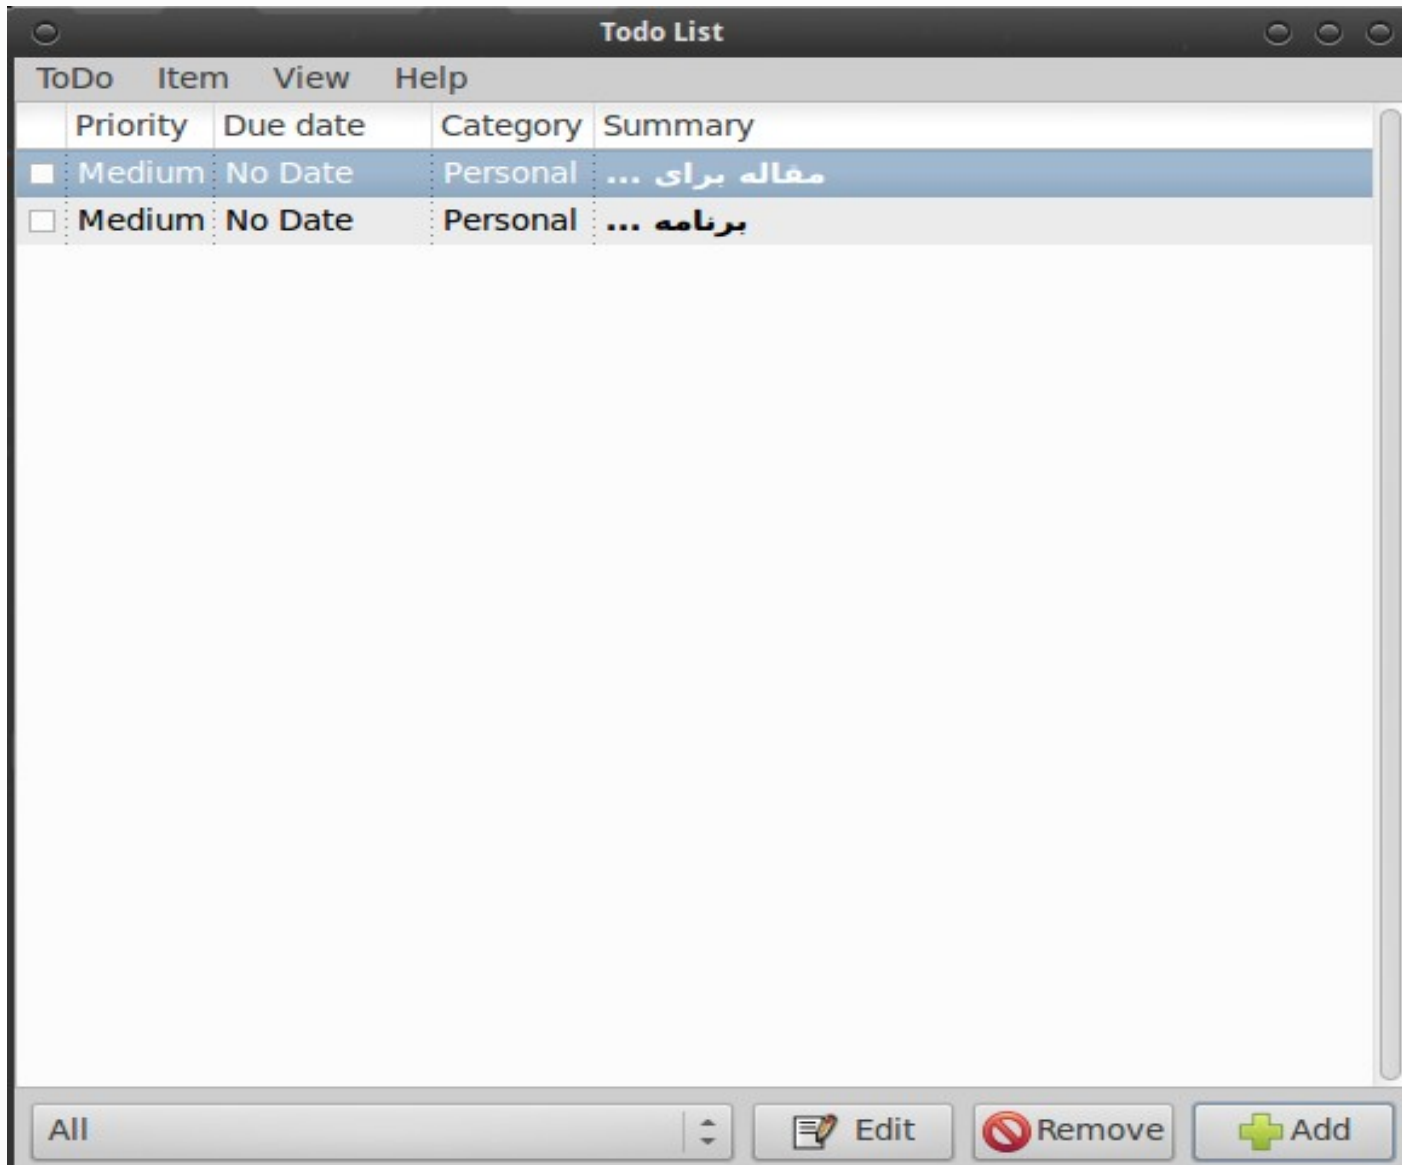 Todo List
ToDo Item View Help
Priority Due date Category Summary
Medium No Date Personal مقاله برای ...
Medium No Date Personal برنامه ...
All Edit Remove Add